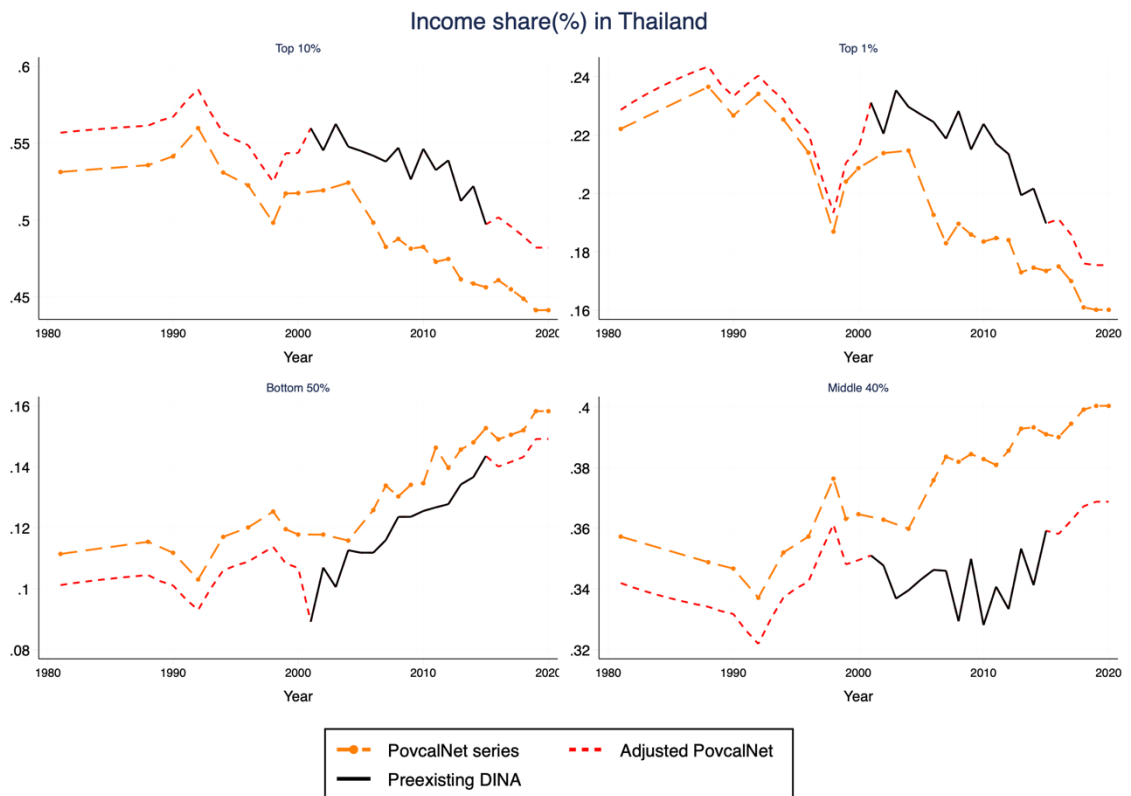 Income share(%) in Thailand
Top 10%
.6
.55
.5
.45
1980 1990 2000 2010 2020
Year
Top 1%
.24
.22
.2
.18
.16
1980 1990 2000 2010 2020
Year
Bottom 50%
.16
.14
.12
.1
.08
1980 1990 2000 2010 2020
Year
Middle 40%
.4
.38
.36
.34
.32
1980 1990 2000 2010 2020
Year
PovcalNet series
Adjusted PovcalNet
Preexisting DINA